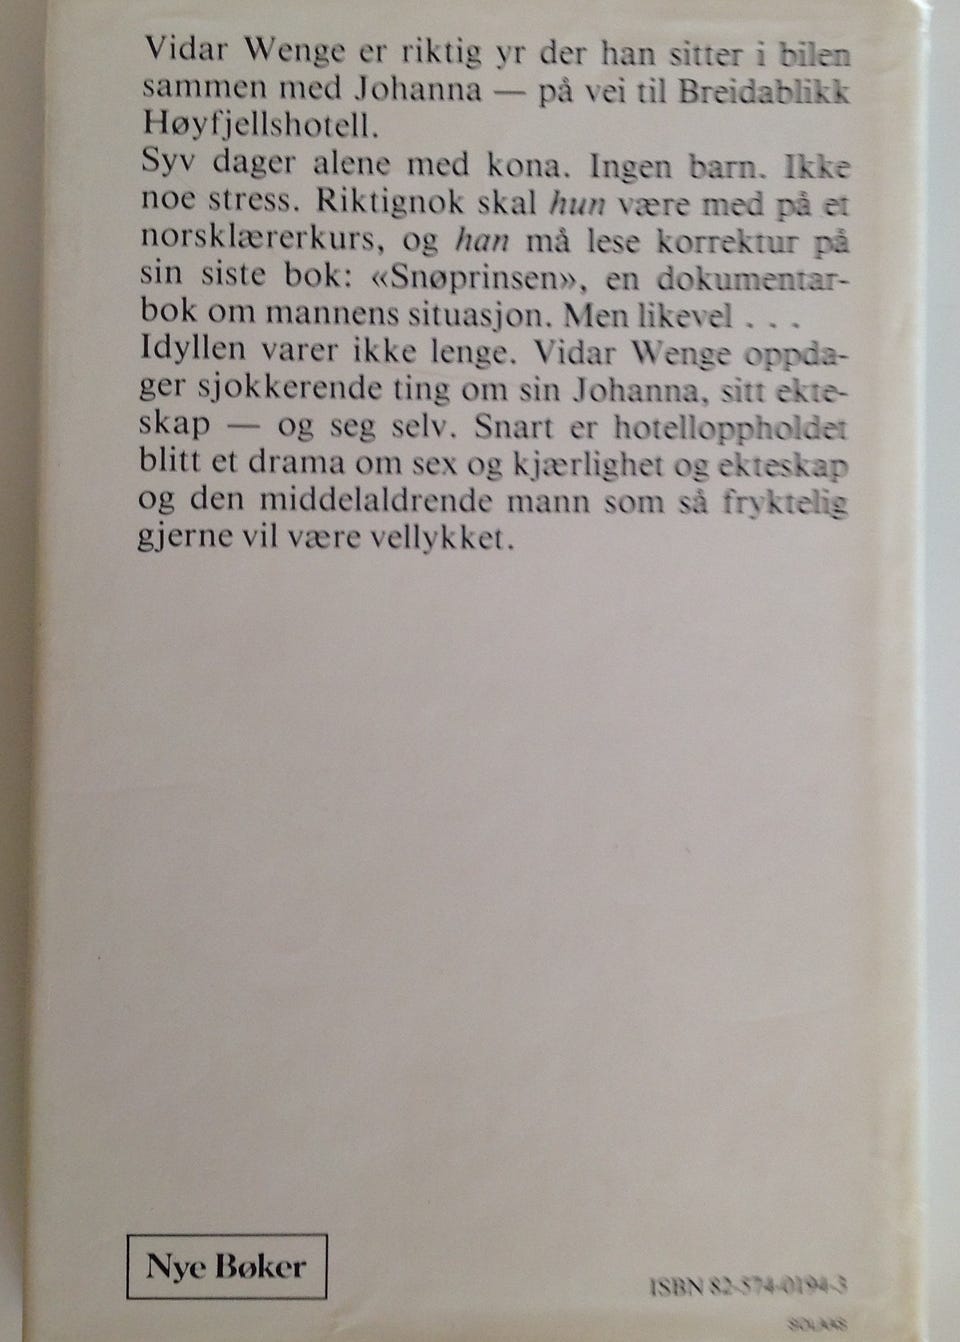 Vidar Wenge er riktig yr der han sitter i bilen
sammen med Johanna — på vei til Breidablikk
Høyfjellshotell.
Syv dager alene med kona. Ingen barn. Ikke
noe stress. Riktignok skal hun være med på et
norsklærerkurs, og han må lese korrektur på
sin siste bok: «Snøprinsen», en dokumentar-
bok om mannens situasjon. Men likevel . . .
Idyllen varer ikke lenge. Vidar Wenge oppda-
ger sjokkerende ting om sin Johanna, sitt ekte-
skap — og seg selv. Snart er hotelloppholdet
blitt et drama om sex og kjærlighet og ekteskap
og den middelaldrende mann som så fryktelig
gjerne vil være vellykket.
Nye Bøker
ISBN 82-574-0194-3